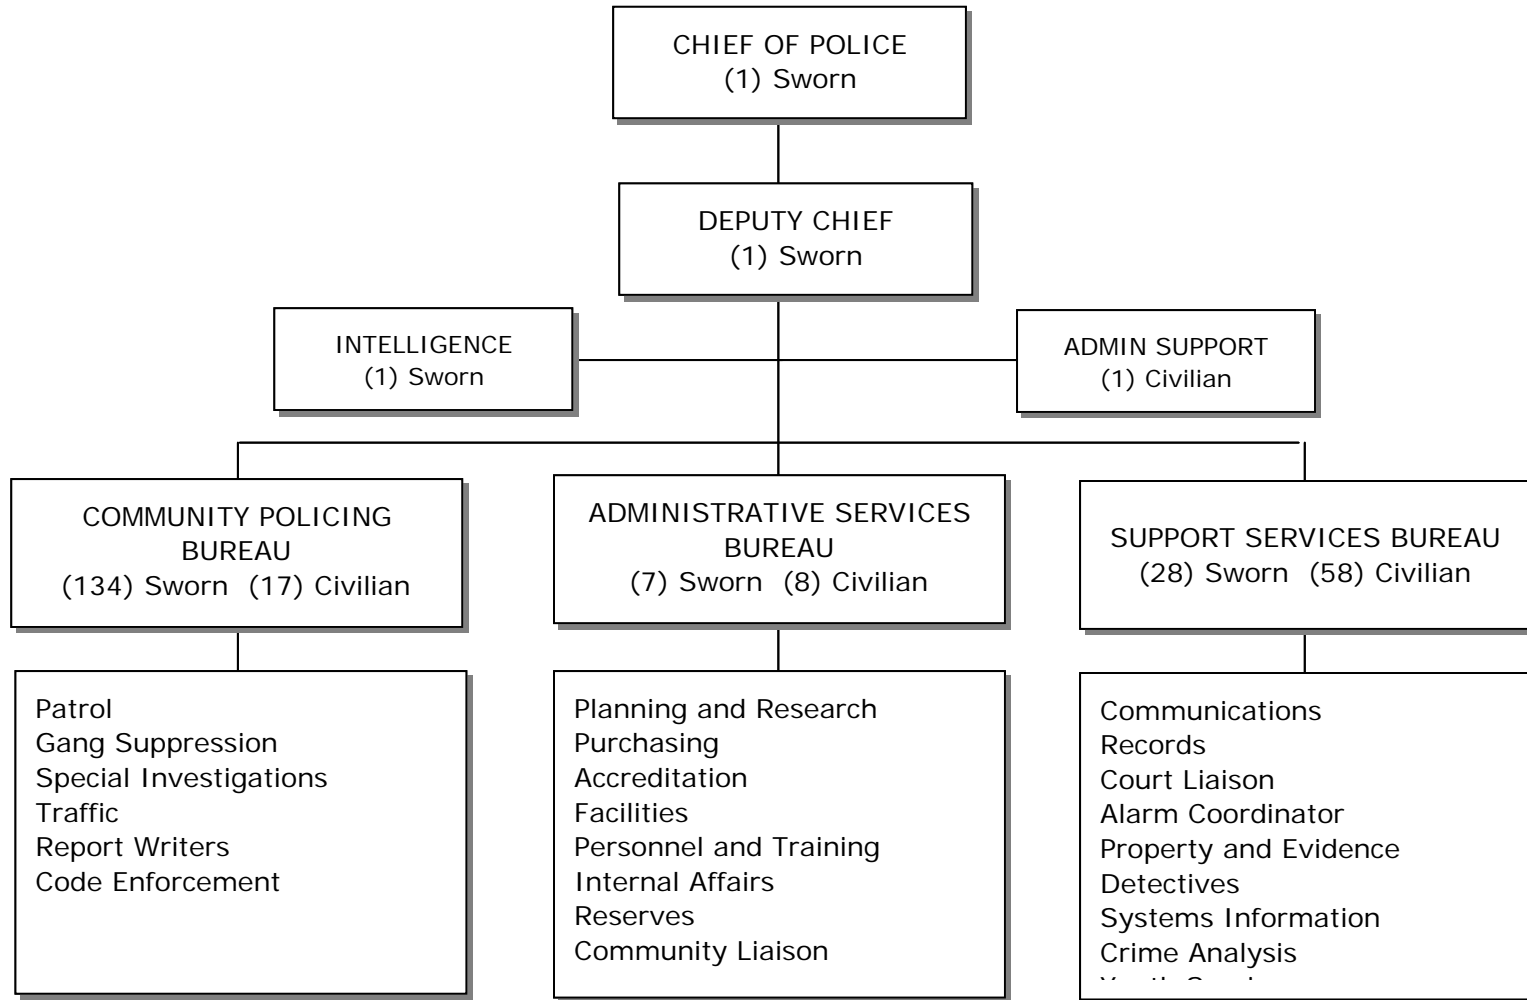 CHIEF OF POLICE
(1) Sworn
DEPUTY CHIEF
(1) Sworn
INTELLIGENCE
(1) Sworn
ADMIN SUPPORT
(1) Civilian
COMMUNITY POLICING
BUREAU
(134) Sworn (17) Civilian
ADMINISTRATIVE SERVICES
BUREAU
(7) Sworn (8) Civilian
SUPPORT SERVICES BUREAU
(28) Sworn (58) Civilian
Patrol
Gang Suppression
Special Investigations
Traffic
Report Writers
Code Enforcement
Planning and Research
Purchasing
Accreditation
Facilities
Personnel and Training
Internal Affairs
Reserves
Community Liaison
Communications
Records
Court Liaison
Alarm Coordinator
Property and Evidence
Detectives
Systems Information
Crime Analysis